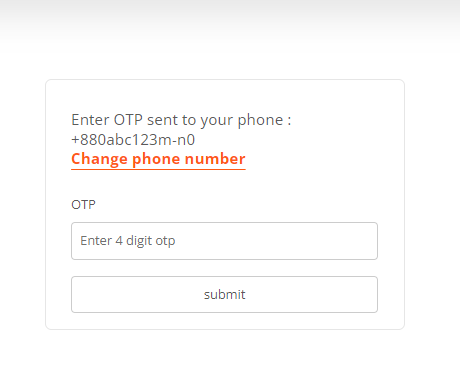 Enter OTP sent to your phone :
+880abc123m-n0
Change phone number
OTP
Enter 4 digit otp
submit